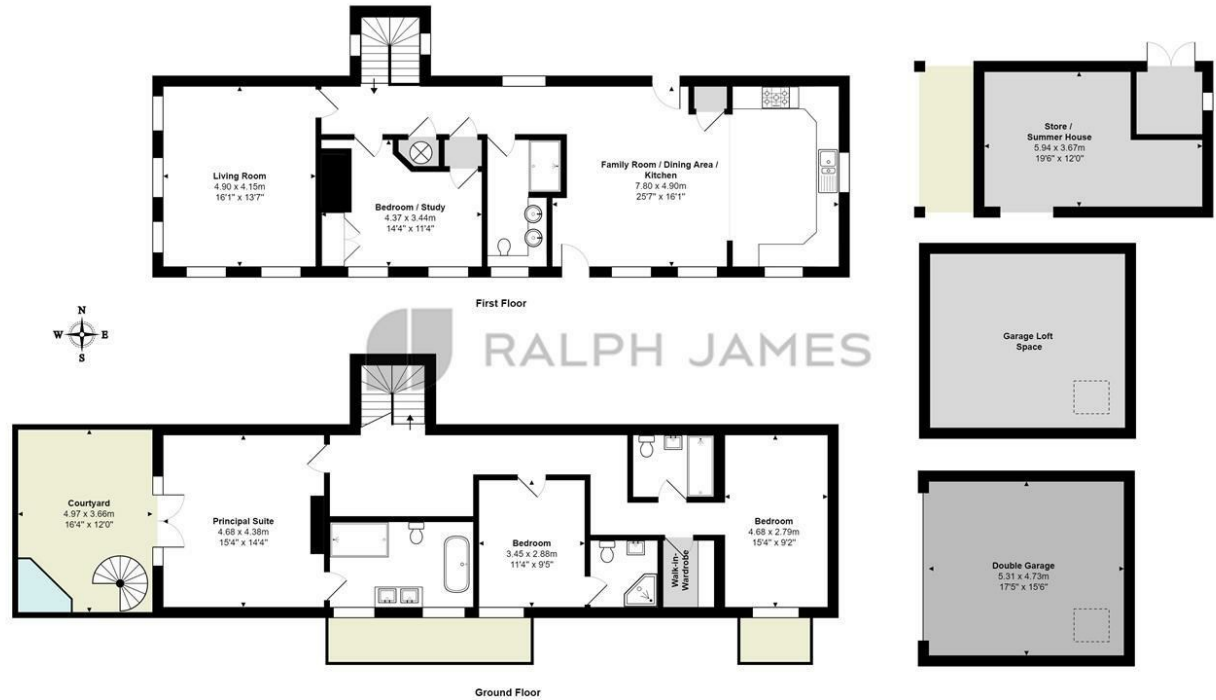 Living Room
4.90 x 4.15m
16'1" x 13'7"
Bedroom / Study
4.37 x 3.44m
14'4" x 11'4"
Family Room / Dining Area /
Kitchen
7.80 x 4.90m
25'7" x 16'1"
First Floor
Store /
Summer House
5.94 x 3.67m
19'6" x 12'0"
Garage Loft
Space
N
W E
S
RALPH JAMES
Courtyard
4.97 x 3.66m
16'4" x 12'0"
Principal Suite
4.68 x 4.38m
15'4" x 14'4"
Bedroom
3.45 x 2.88m
11'4" x 9'5"
Walk-in-
Wardrobe
Bedroom
4.68 x 2.79m
15'4" x 9'2"
Double Garage
5.31 x 4.73m
17'5" x 15'6"
Ground Floor